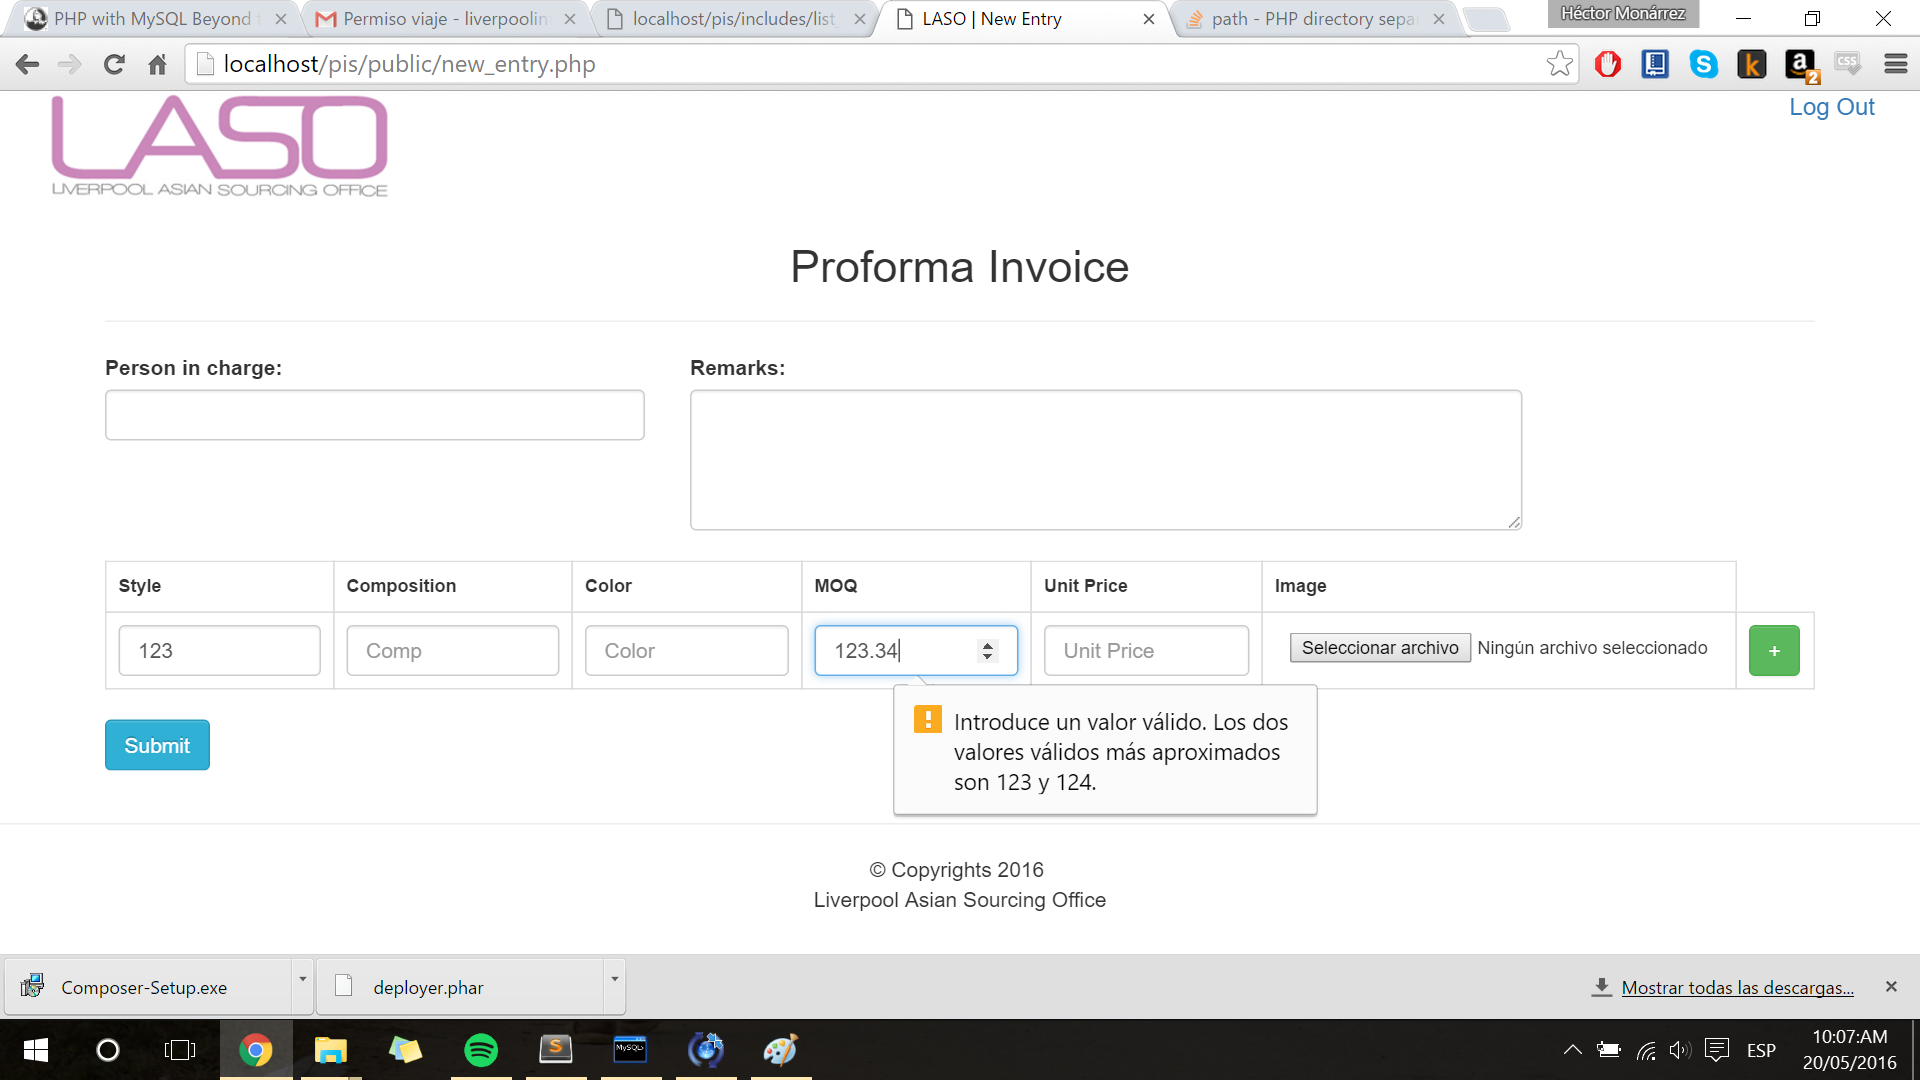 PHP with MySQL Beyond t
Permiso viaje - liverpoolin
localhost/pis/includes/list
LASO | New Entry
path - PHP directory sepa
Héctor Monárrez
localhost/pis/public/new_entry.php
S
k
a
2
CSS
LASO
LIVERPOOL ASIAN SOURCING OFFICE
Log Out
Proforma Invoice
Person in charge:
Remarks:
Style
Composition
Color
MOQ
Unit Price
Image
123
Comp
Color
123.34
Unit Price
Seleccionar archivo
Ningún archivo seleccionado
+
Introduce un valor válido. Los dos
valores válidos más aproximados
son 123 y 124.
Submit
© Copyrights 2016
Liverpool Asian Sourcing Office
Composer-Setup.exe
deployer.phar
Mostrar todas las descargas...
S
MySQL
ESP
10:07:AM
20/05/2016